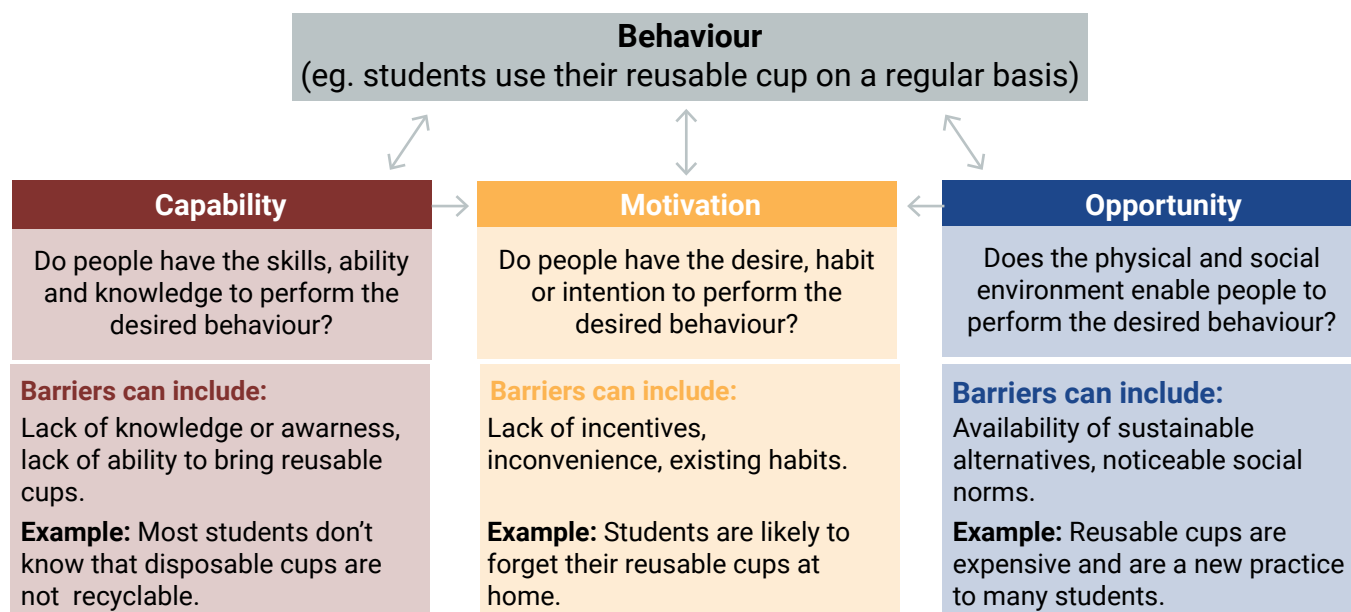 Behaviour
(eg. students use their reusable cup on a regular basis)
Capability
Do people have the skills, ability
and knowledge to perform the
desired behaviour?
Barriers can include:
Lack of knowledge or awarness,
lack of ability to bring reusable
cups.
Example: Most students don't
know that disposable cups are
not recyclable.
Motivation
Do people have the desire, habit
or intention to perform the
desired behaviour?
Barriers can include:
Lack of incentives,
inconvenience, existing habits.
Example: Students are likely to
forget their reusable cups at
home.
Opportunity
Does the physical and social
environment enable people to
perform the desired behaviour?
Barriers can include:
Availability of sustainable
alternatives, noticeable social
norms.
Example: Reusable cups are
expensive and are a new practice
to many students.